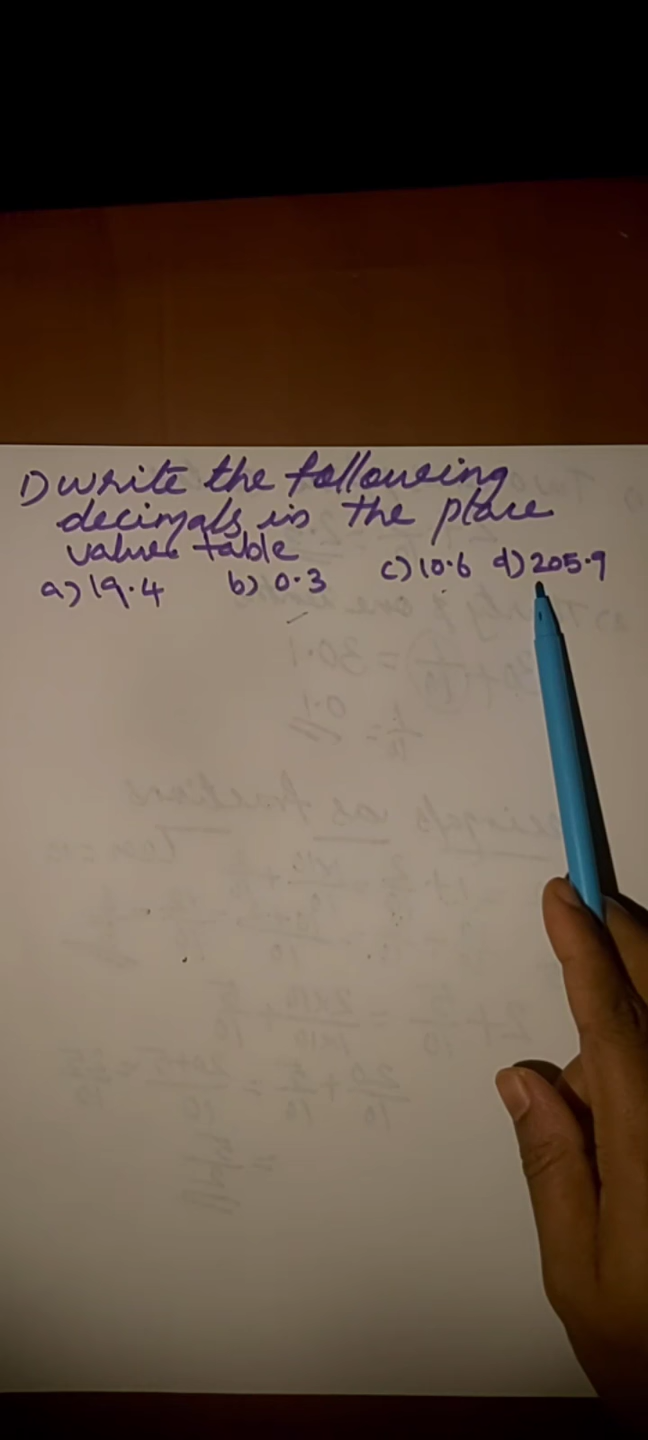 1) write the following
decimals in the place
value table
a) 19.4 b) 0.3 c) 10.6 d) 205.9